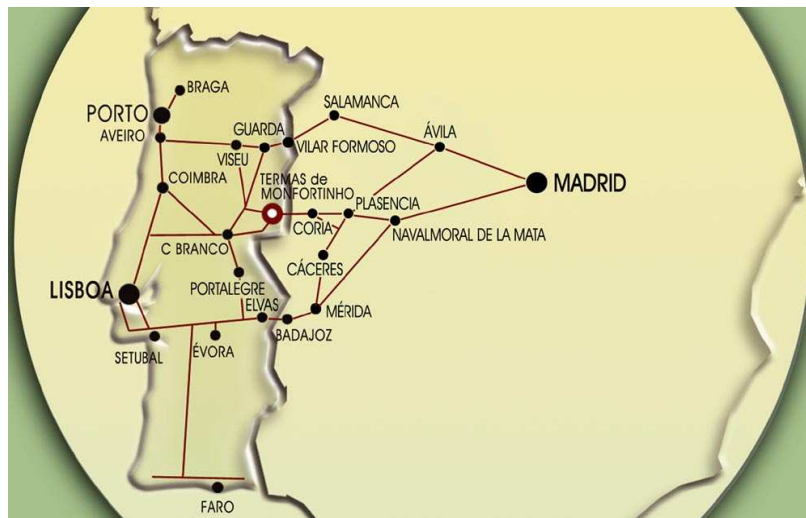 BRAGA
SALAMANCA
PORTO
AVEIRO
GUARDA
ÁVILA
VISEU
VILAR FORMOSO
COIMBRA
TERMAS de
MONFORTINHO
MADRID
PLASENCIA
CORIA
NAVALMORAL DE LA MATA
C BRANCO
CÁCERES
LISBOA
PORTALEGRE
ELVAS
MÉRIDA
BADAJOZ
SETUBAL
ÉVORA
FARO